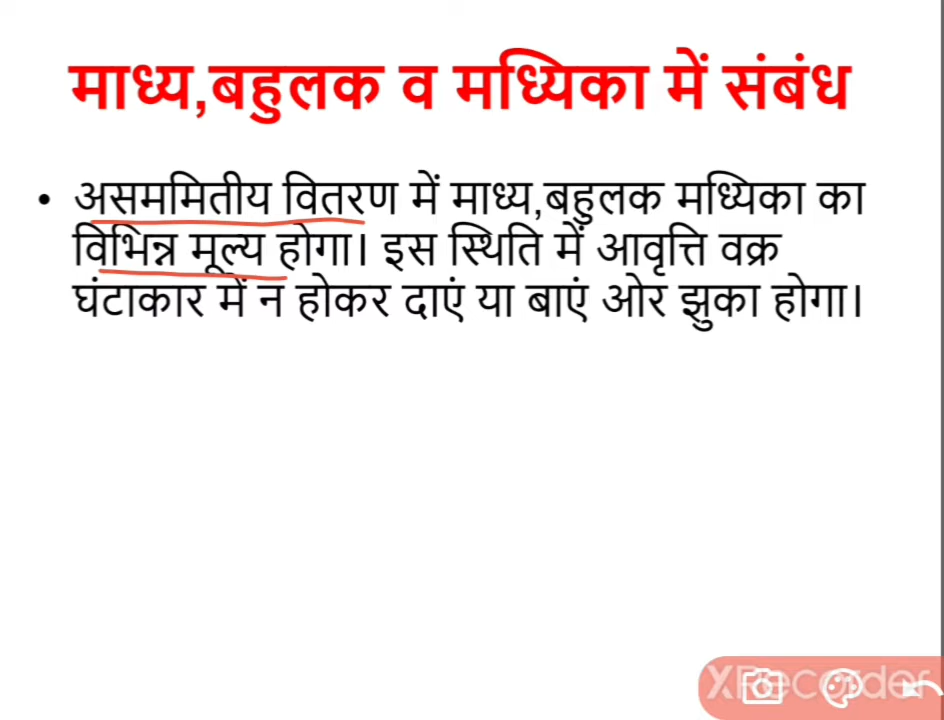 माध्य,बहुलक व मध्यिका में संबंध
• असममितीय वितरण में माध्य,बहुलक मध्यिका का
विभिन्न मूल्य होगा। इस स्थिति में आवृत्ति वक्र
घंटाकार में न होकर दाएं या बाएं ओर झुका होगा।
XRecorder